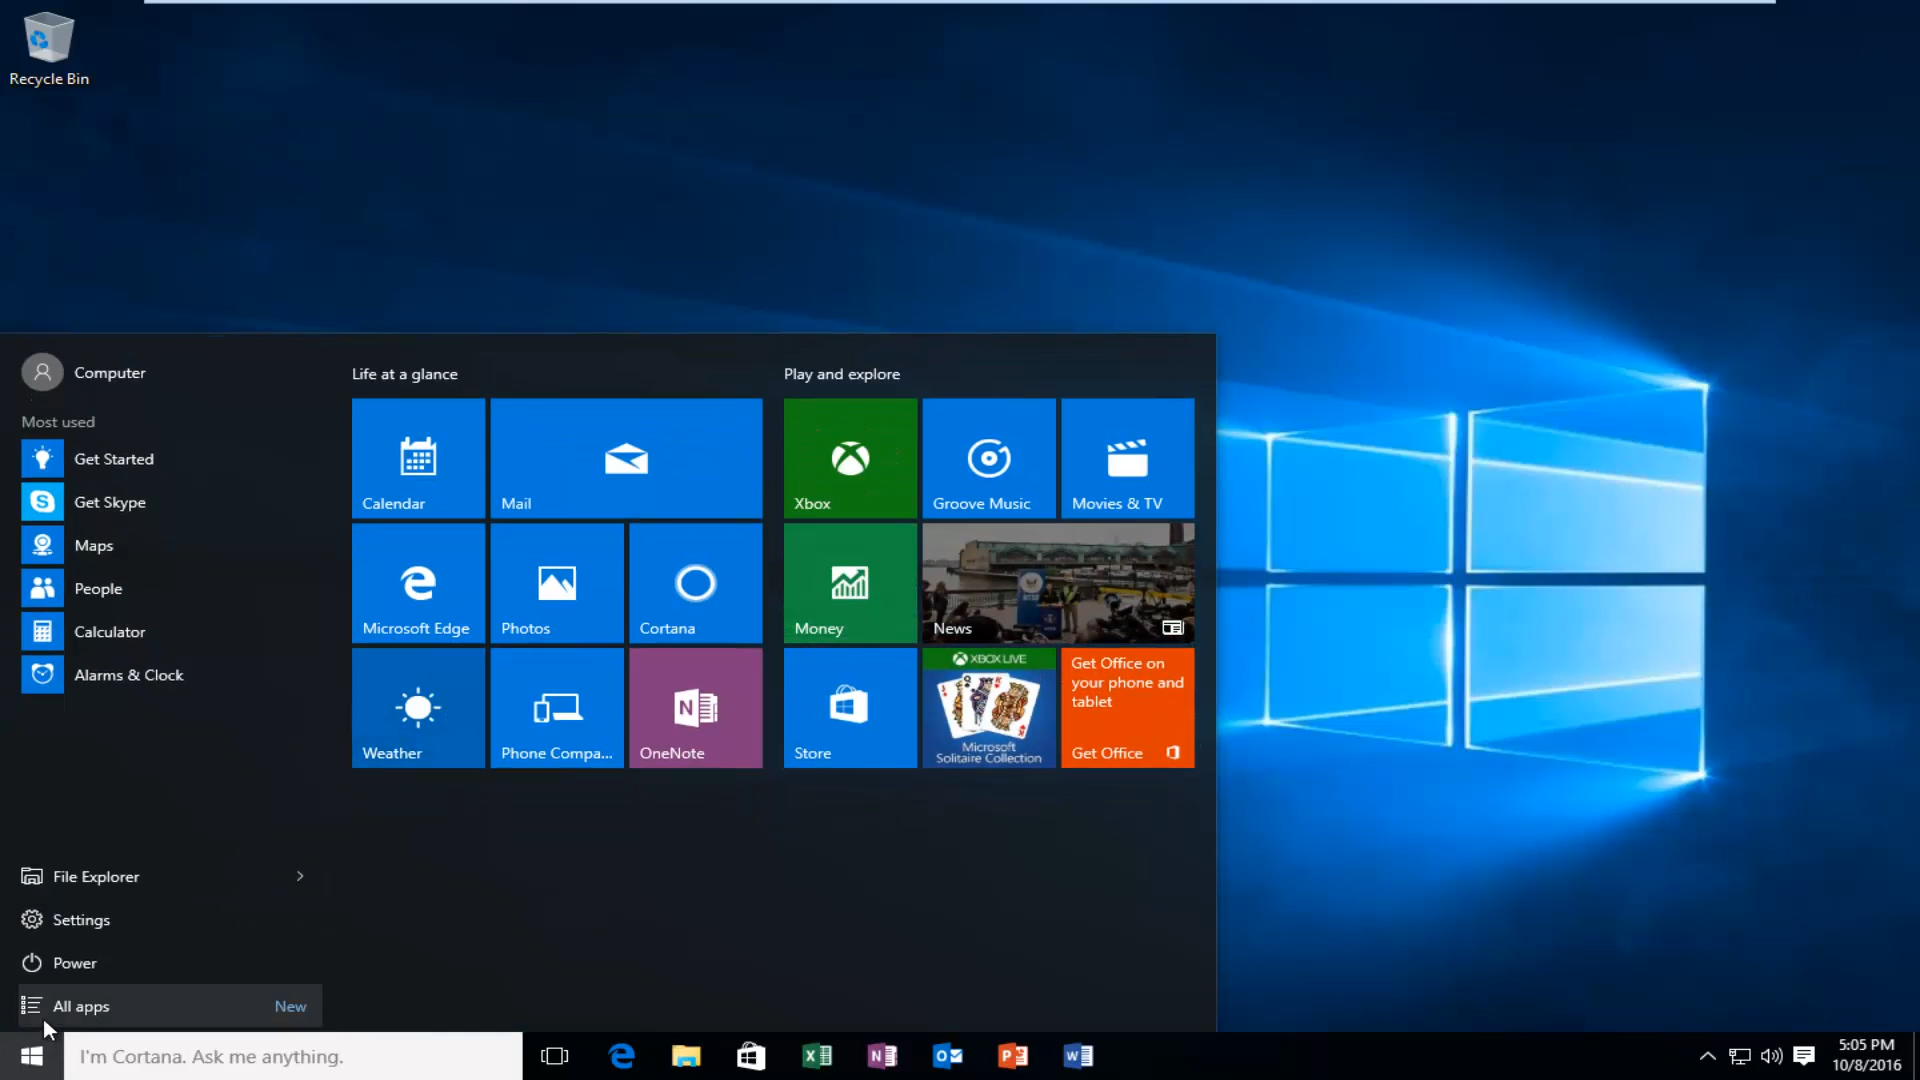 Recycle Bin
Computer
Most used
Get Started
Get Skype
Maps
People
Calculator
Alarms & Clock
File Explorer
Settings
Power
All apps
New
Life at a glance
Calendar
Mail
Microsoft Edge
Photos
Cortana
Weather
Phone Compa...
OneNote
Play and explore
Xbox
Groove Music
Movies & TV
Money
News
Store
XBOX LIVE
Microsoft
Solitaire Collection
Get Office on
your phone and
tablet
Get Office
I'm Cortana. Ask me anything.
5:05 PM
10/8/2016